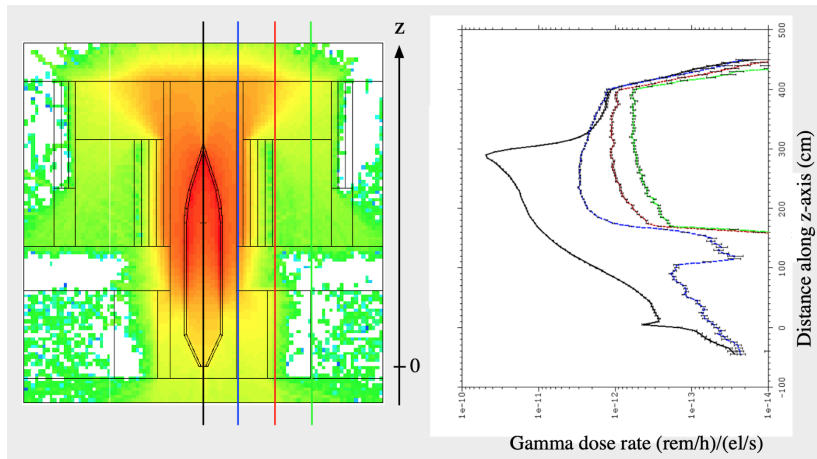 z
0
500
400
300
200
100
0
-100
Distance along z-axis (cm)
1e-10
1e-11
1e-12
1e-13
1e-14
Gamma dose rate (rem/h)/(el/s)